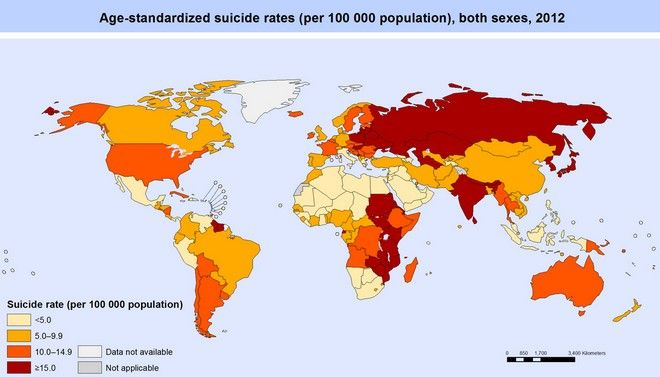 Age-standardized suicide rates (per 100 000 population), both sexes, 2012
Suicide rate (per 100 000 population)
<5.0
5.0–9.9
10.0–14.9
≥15.0
Data not available
Not applicable
0 850 1,700 3,400 Kilometers